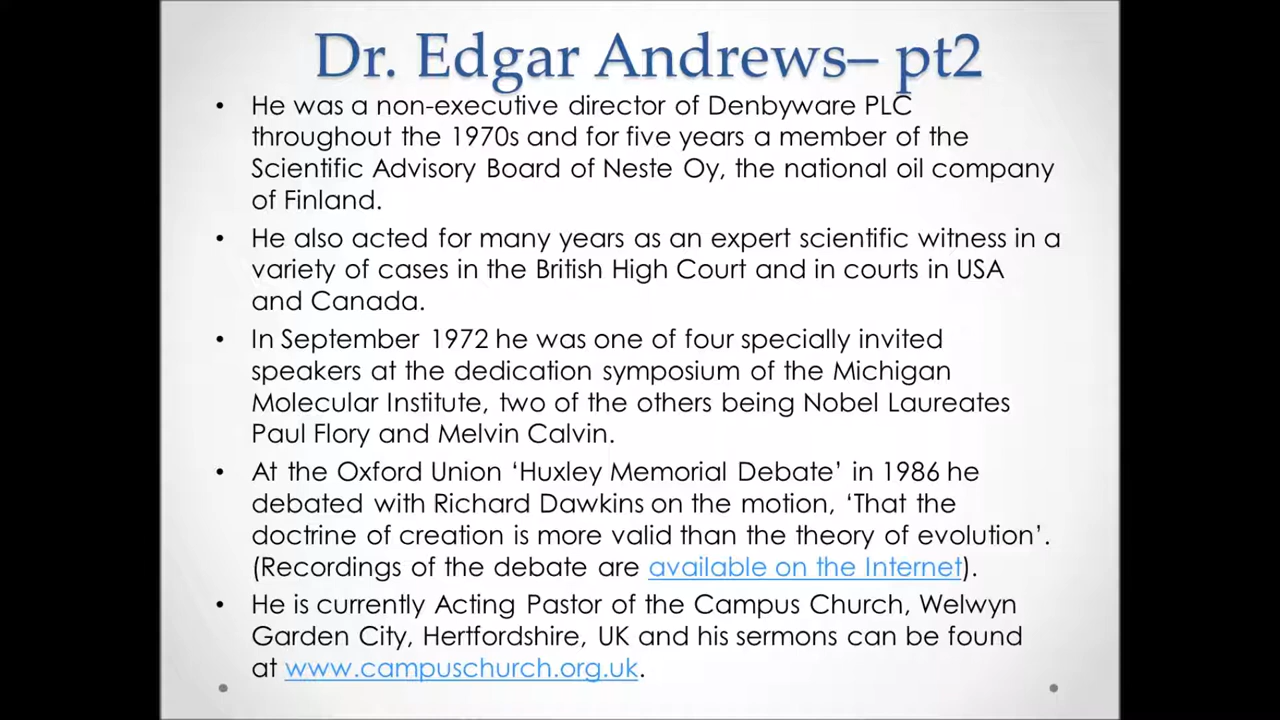 Dr. Edgar Andrews– pt2
• He was a non-executive director of Denbyware PLC
throughout the 1970s and for five years a member of the
Scientific Advisory Board of Neste Oy, the national oil company
of Finland.
• He also acted for many years as an expert scientific witness in a
variety of cases in the British High Court and in courts in USA
and Canada.
• In September 1972 he was one of four specially invited
speakers at the dedication symposium of the Michigan
Molecular Institute, two of the others being Nobel Laureates
Paul Flory and Melvin Calvin.
• At the Oxford Union ‘Huxley Memorial Debate’ in 1986 he
debated with Richard Dawkins on the motion, ‘That the
doctrine of creation is more valid than the theory of evolution’.
(Recordings of the debate are available on the Internet).
• He is currently Acting Pastor of the Campus Church, Welwyn
Garden City, Hertfordshire, UK and his sermons can be found
at www.campuschurch.org.uk.